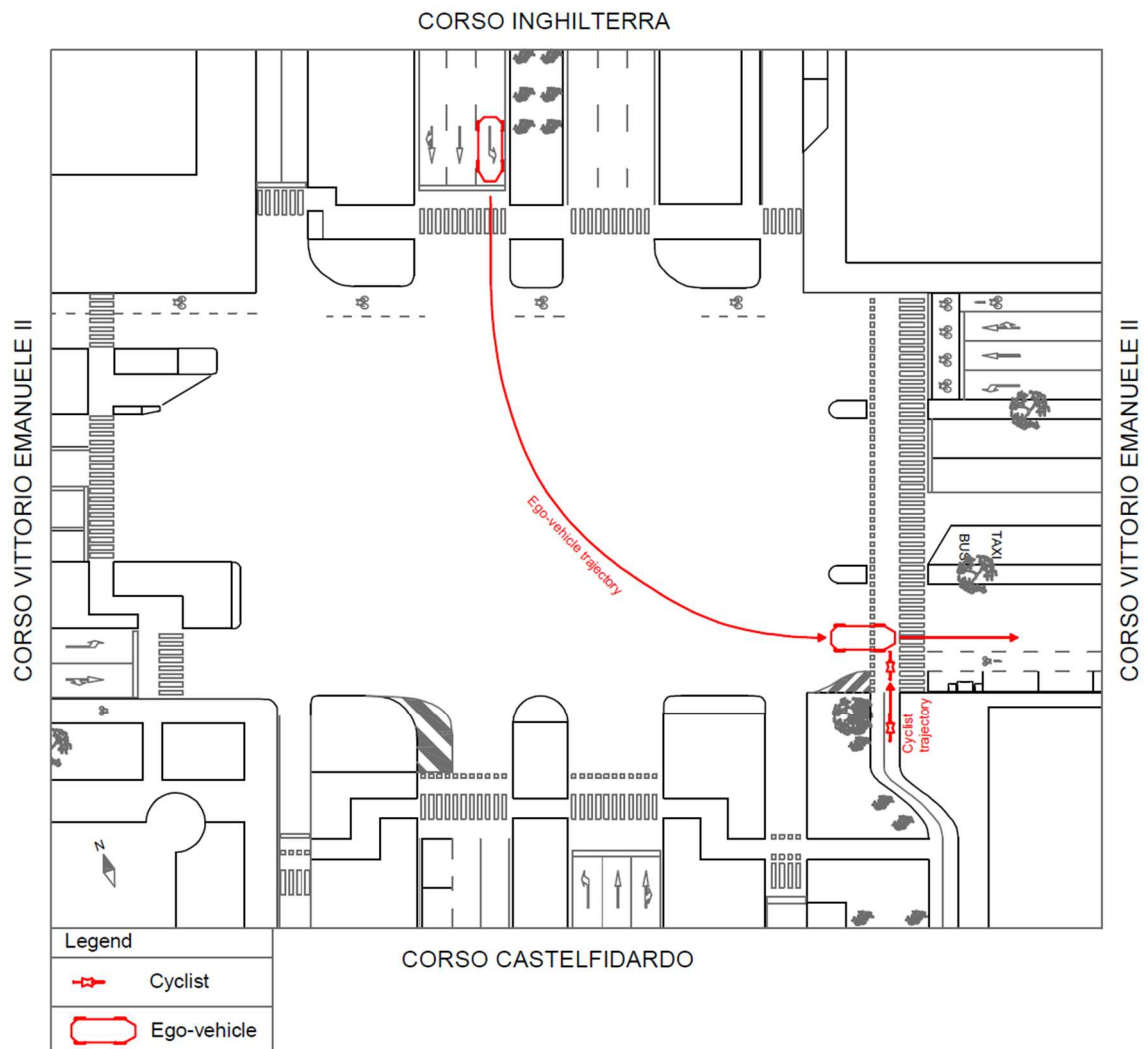 CORSO INGHILTERRA
CORSO VITTORIO EMANUELE II
CORSO VITTORIO EMANUELE II
Ego-vehicle trajectory
TAXI
BUS
Cyclist
trajectory
N
CORSO CASTELFIDARDO
Legend
Cyclist
Ego-vehicle